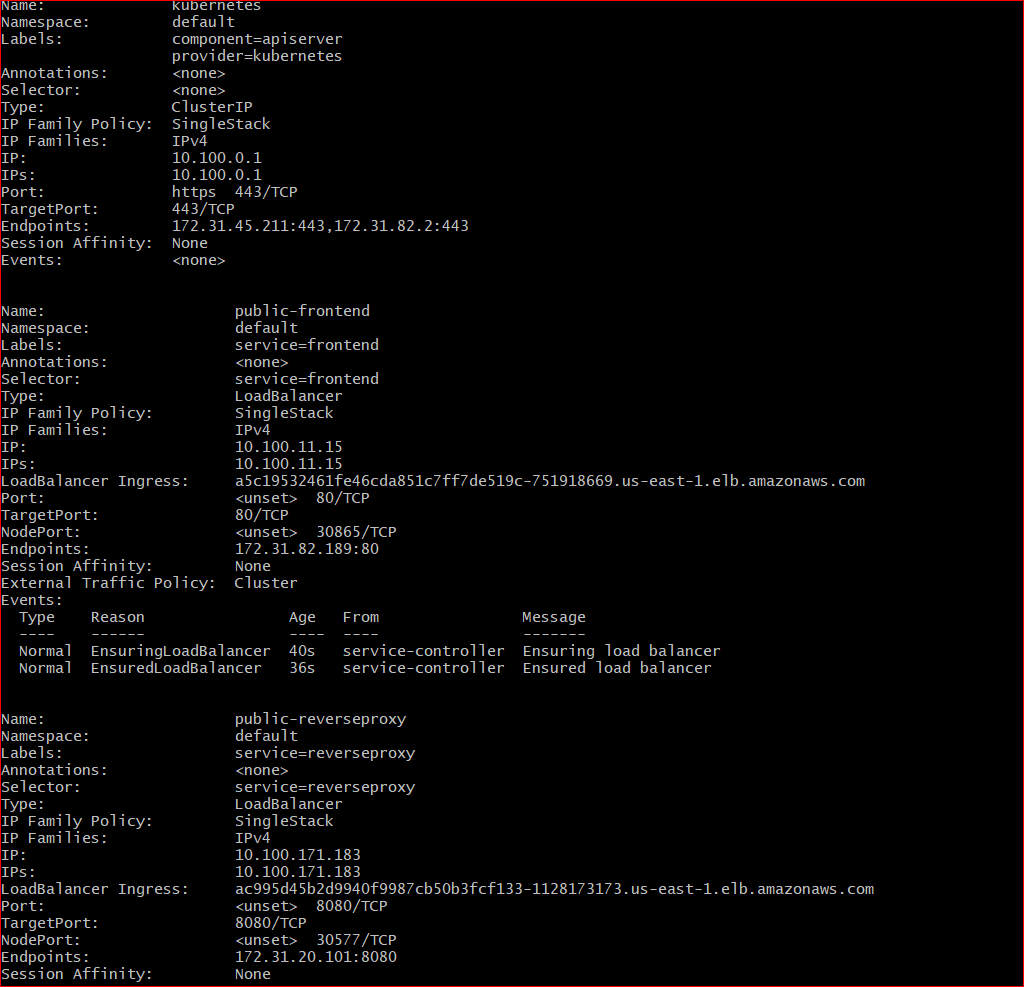 Name:              kubernetes
Namespace:         default
Labels:            component=apiserver
                   provider=kubernetes
Annotations:       <none>
Selector:          <none>
Type:              ClusterIP
IP Family Policy:  SingleStack
IP Families:       IPv4
IP:                10.100.0.1
IPs:               10.100.0.1
Port:              https  443/TCP
TargetPort:        443/TCP
Endpoints:         172.31.45.211:443,172.31.82.2:443
Session Affinity:  None
Events:            <none>


Name:                     public-frontend
Namespace:                default
Labels:                   service=frontend
Annotations:              <none>
Selector:                 service=frontend
Type:                     LoadBalancer
IP Family Policy:         SingleStack
IP Families:              IPv4
IP:                       10.100.11.15
IPs:                      10.100.11.15
LoadBalancer Ingress:     a5c19532461fe46cda851c7ff7de519c-751918669.us-east-1.elb.amazonaws.com
Port:                     <unset>  80/TCP
TargetPort:               80/TCP
NodePort:                 <unset>  30865/TCP
Endpoints:                172.31.82.189:80
Session Affinity:         None
External Traffic Policy:  Cluster
Events:
  Type    Reason                Age   From                Message
  ----    ------                ----  ----                -------
  Normal  EnsuringLoadBalancer  40s   service-controller  Ensuring load balancer
  Normal  EnsuredLoadBalancer   36s   service-controller  Ensured load balancer


Name:                     public-reverseproxy
Namespace:                default
Labels:                   service=reverseproxy
Annotations:              <none>
Selector:                 service=reverseproxy
Type:                     LoadBalancer
IP Family Policy:         SingleStack
IP Families:              IPv4
IP:                       10.100.171.183
IPs:                      10.100.171.183
LoadBalancer Ingress:     ac995d45b2d9940f9987cb50b3fcf133-1128173173.us-east-1.elb.amazonaws.com
Port:                     <unset>  8080/TCP
TargetPort:               8080/TCP
NodePort:                 <unset>  30577/TCP
Endpoints:                172.31.20.101:8080
Session Affinity:         None